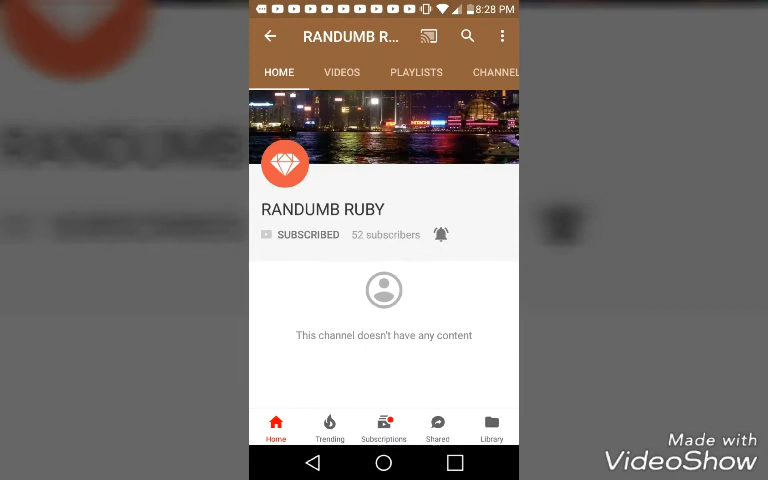 8:28 PM
RANDUMB R...
HOME VIDEOS PLAYLISTS CHANNEL
HITACHI
RANDUMB RUBY
SUBSCRIBED 52 subscribers
This channel doesn't have any content
Home Trending Subscriptions Shared Library
Made with
VideoShow